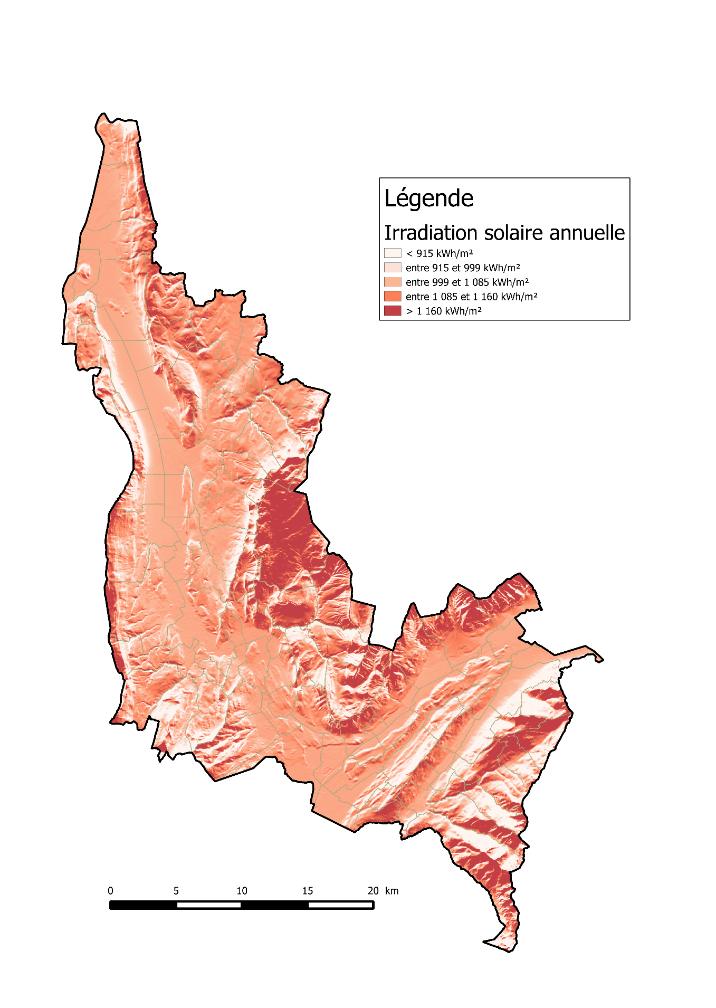 Légende
Irradiation solaire annuelle
< 915 kWh/m²
entre 915 et 999 kWh/m²
entre 999 et 1 085 kWh/m²
entre 1 085 et 1 160 kWh/m²
> 1 160 kWh/m²
0 5 10 15 20 km